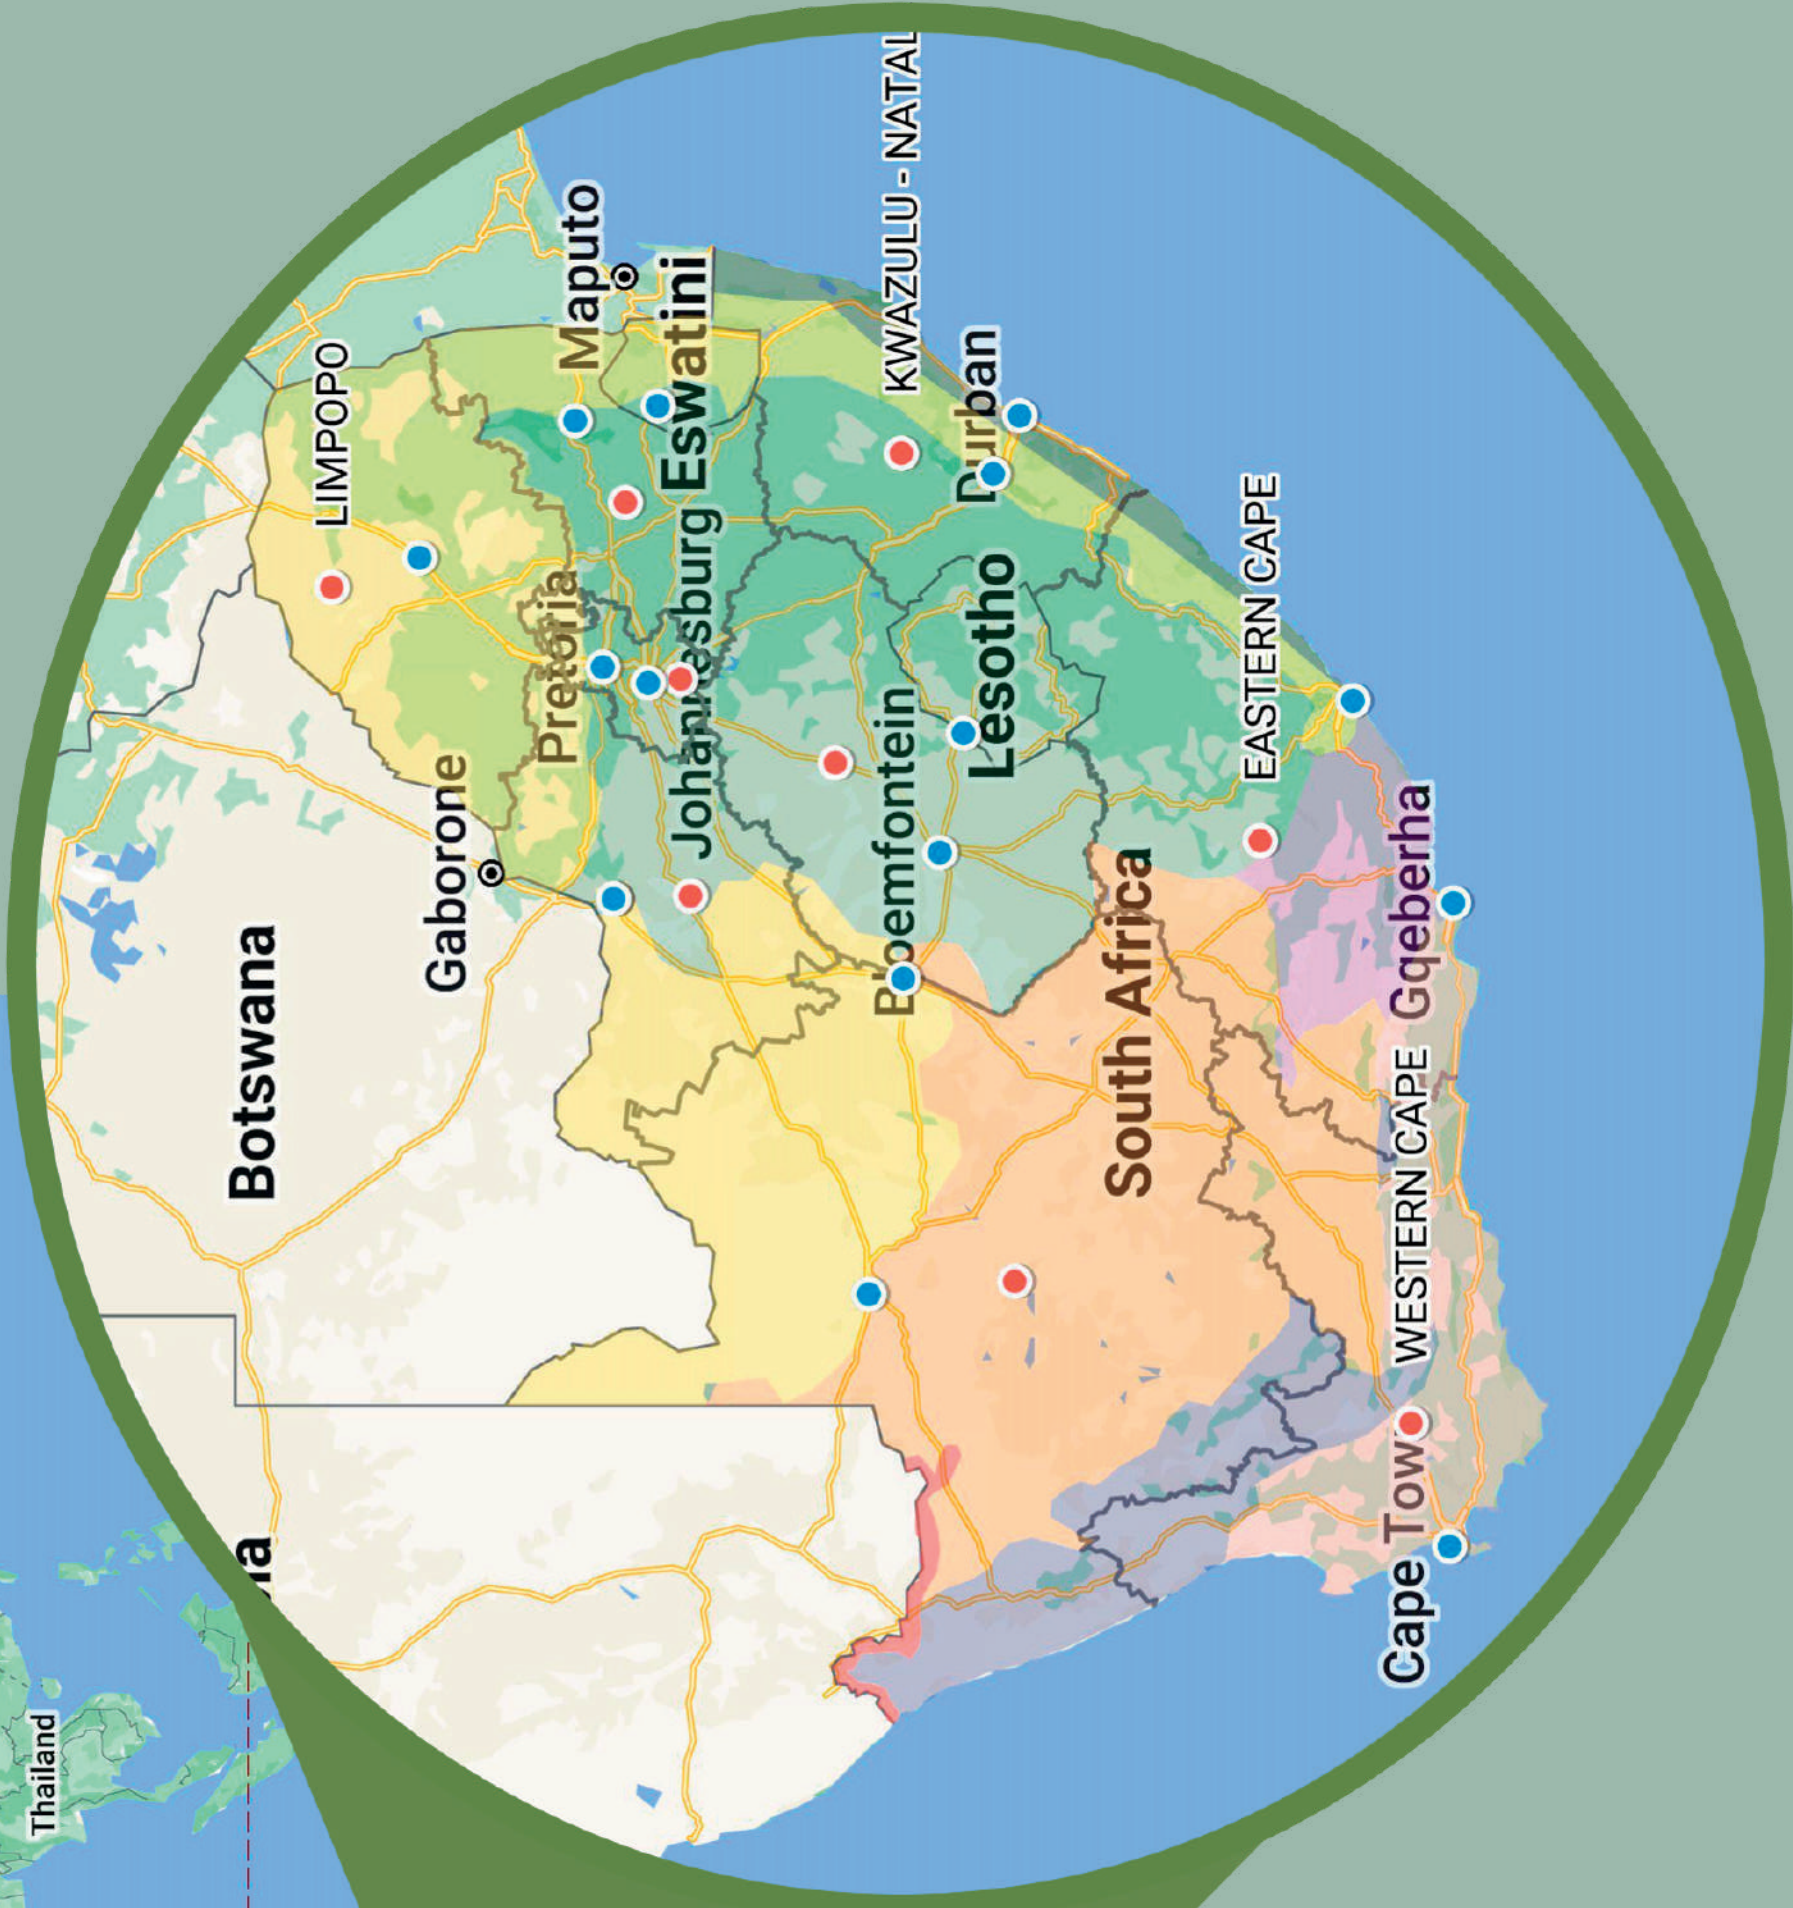 Thailand
Botswana
LIMPOPO
Gaborone
Pretoria
Maputo
Johannesburg
Eswatini
Bloemfontein
KWAZULU - NATAL
Durban
Lesotho
South Africa
EASTERN CAPE
Cape Town
WESTERN CAPE
Gqeberha